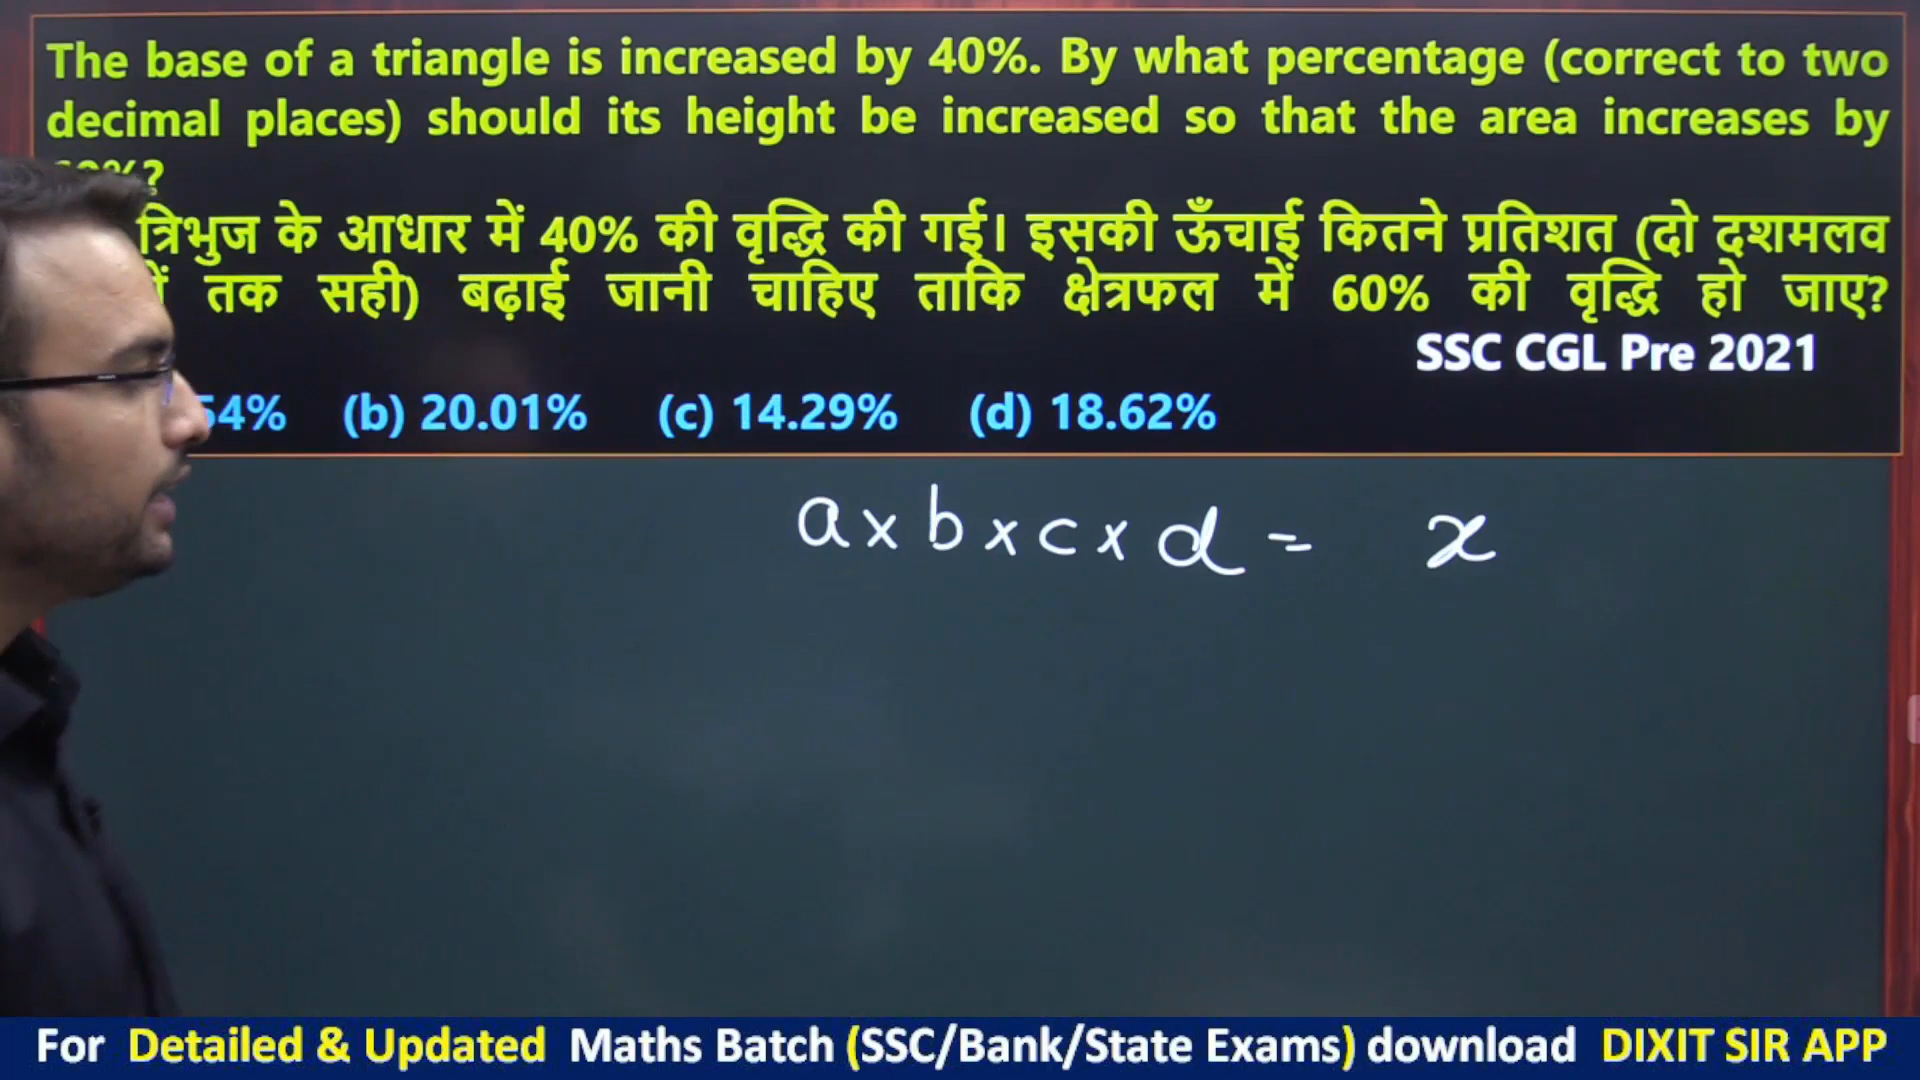 The base of a triangle is increased by 40%. By what percentage (correct to two
decimal places) should its height be increased so that the area increases by
60%?
त्रिभुज के आधार में 40% की वृद्धि की गई। इसकी ऊँचाई कितने प्रतिशत (दो दशमलव
तक सही) बढ़ाई जानी चाहिए ताकि क्षेत्रफल में 60% की वृद्धि हो जाए?
SSC CGL Pre 2021
54% (b) 20.01% (c) 14.29% (d) 18.62%
a x b x c x d = x
For Detailed & Updated Maths Batch (SSC/Bank/State Exams) download DIXIT SIR APP